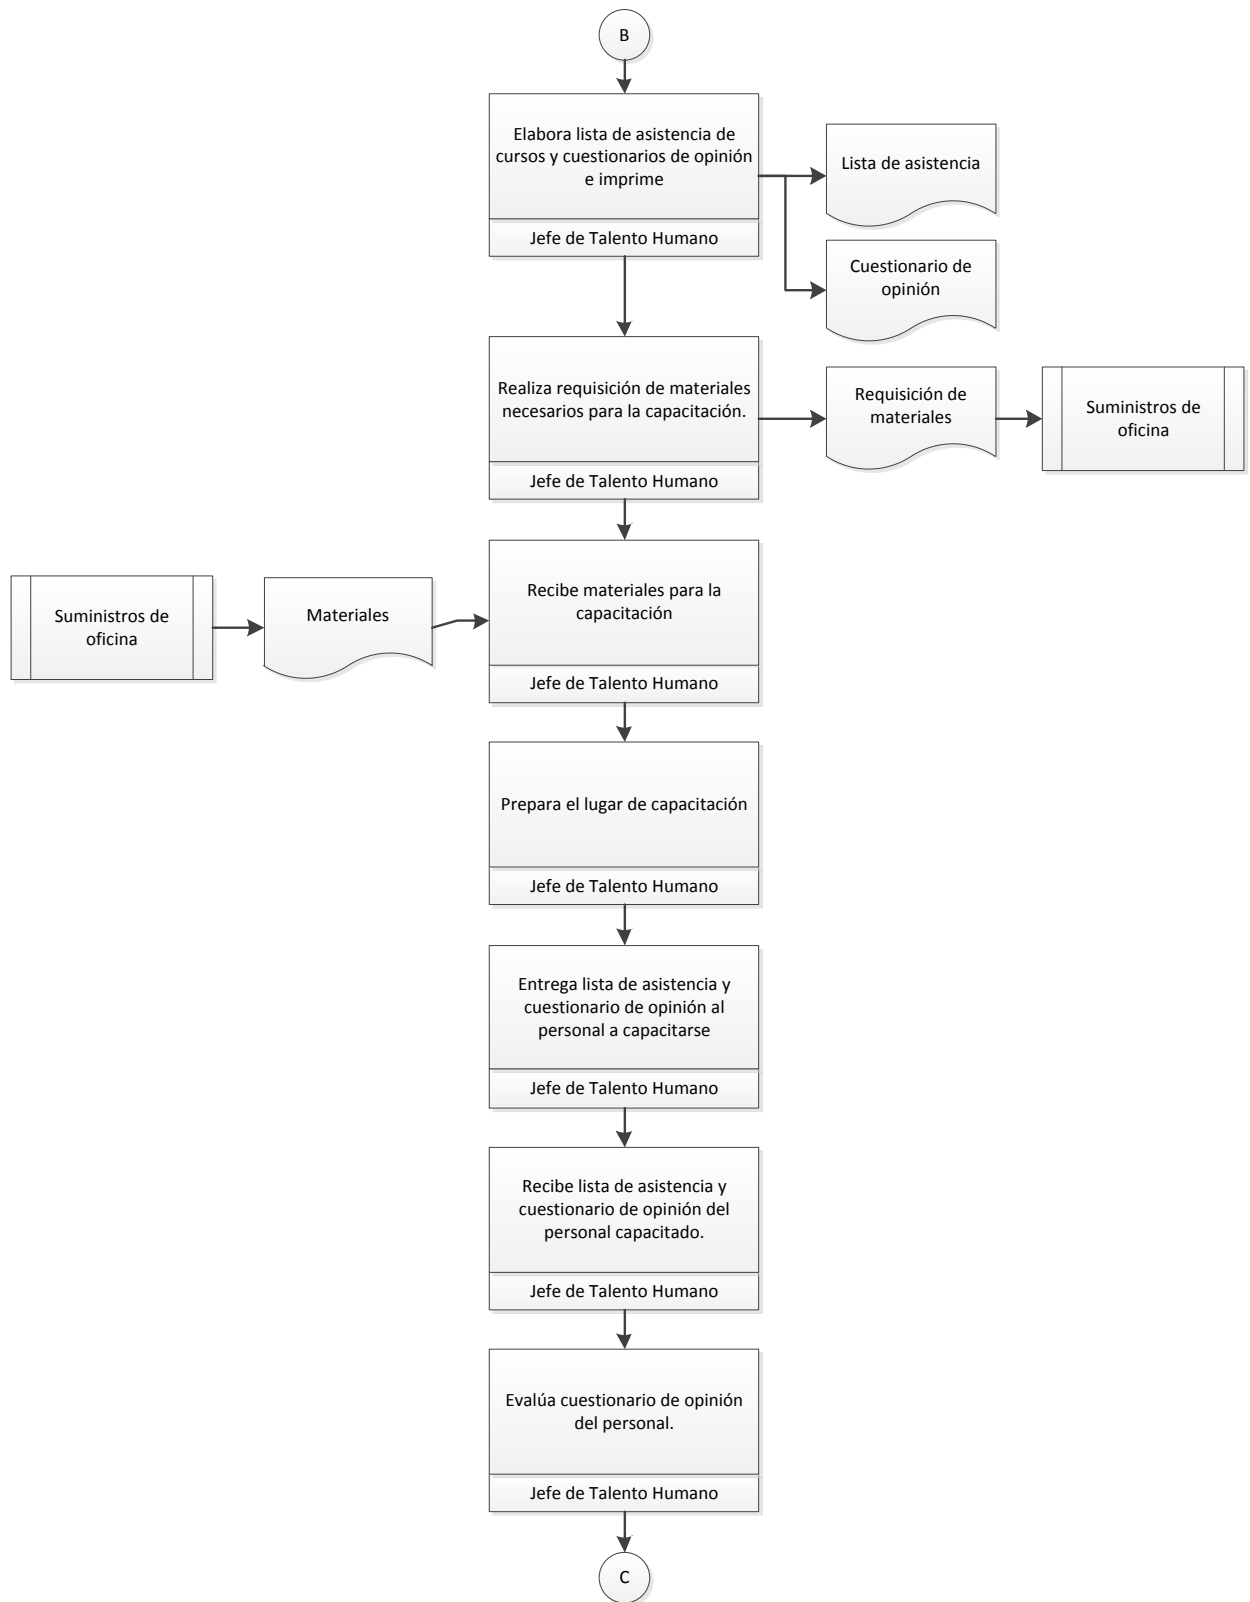 B
Elabora lista de asistencia de
cursos y cuestionarios de opinión
e imprime
Jefe de Talento Humano
Lista de asistencia
Cuestionario de
opinión
Realiza requisición de materiales
necesarios para la capacitación.
Jefe de Talento Humano
Requisición de
materiales
Suministros de
oficina
Suministros de
oficina
Materiales
Recibe materiales para la
capacitación
Jefe de Talento Humano
Prepara el lugar de capacitación
Jefe de Talento Humano
Entrega lista de asistencia y
cuestionario de opinión al
personal a capacitarse
Jefe de Talento Humano
Recibe lista de asistencia y
cuestionario de opinión del
personal capacitado.
Jefe de Talento Humano
Evalúa cuestionario de opinión
del personal.
Jefe de Talento Humano
C